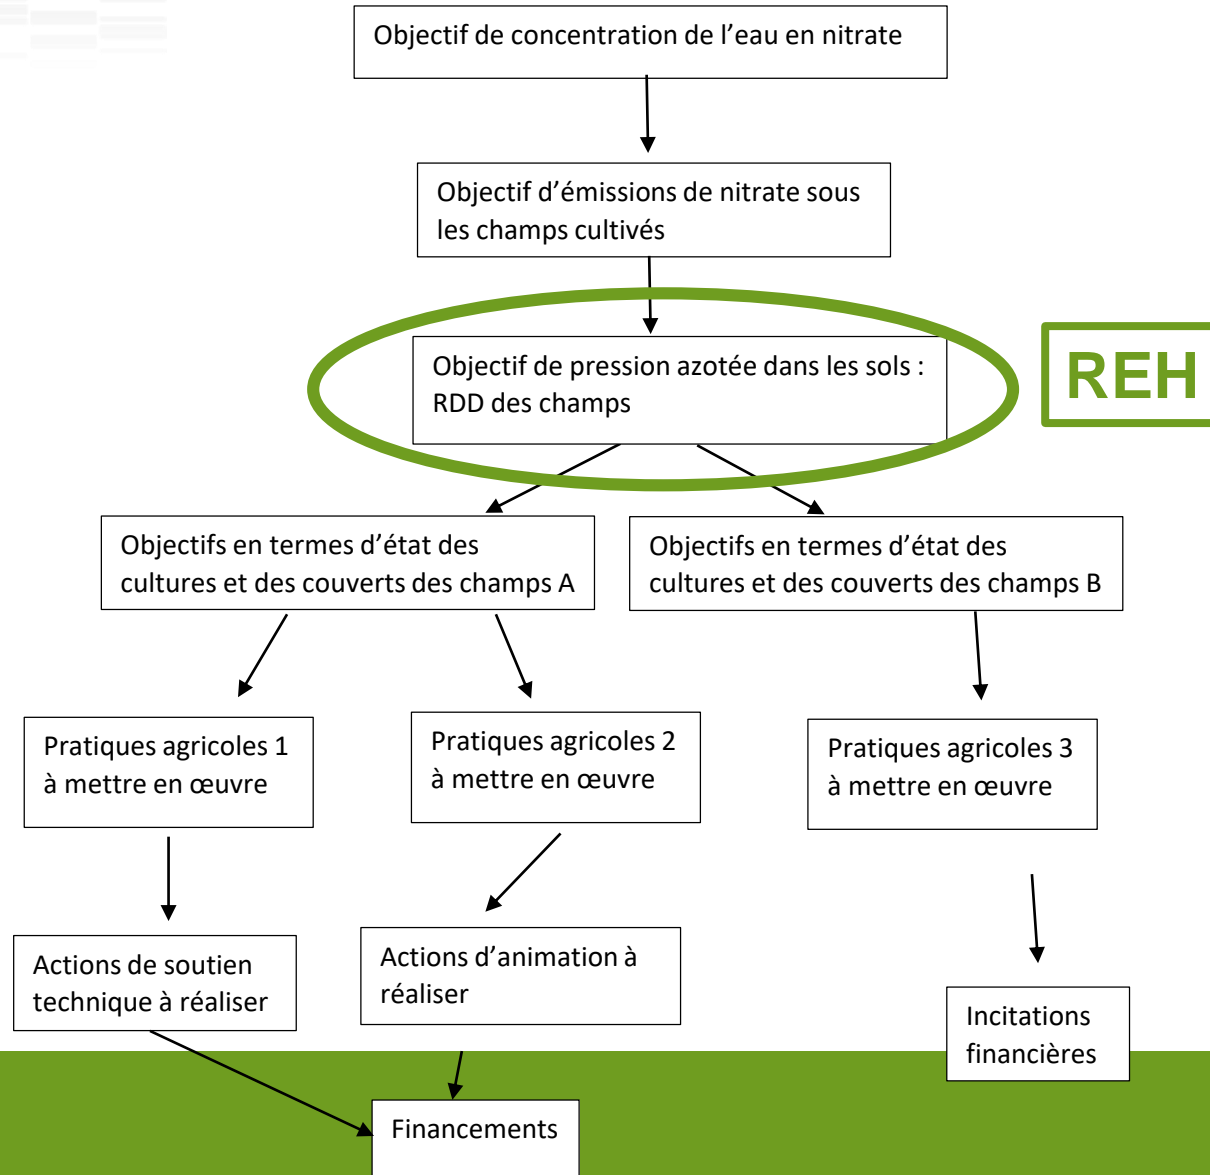 Objectif de concentration de l’eau en nitrate
Objectif d’émissions de nitrate sous
les champs cultivés
Objectif de pression azotée dans les sols :
RDD des champs
REH
Objectifs en termes d’état des
cultures et des couverts des champs A
Objectifs en termes d’état des
cultures et des couverts des champs B
Pratiques agricoles 1
à mettre en œuvre
Pratiques agricoles 2
à mettre en œuvre
Pratiques agricoles 3
à mettre en œuvre
Actions de soutien
technique à réaliser
Actions d’animation à
réaliser
Incitations
financières
Financements